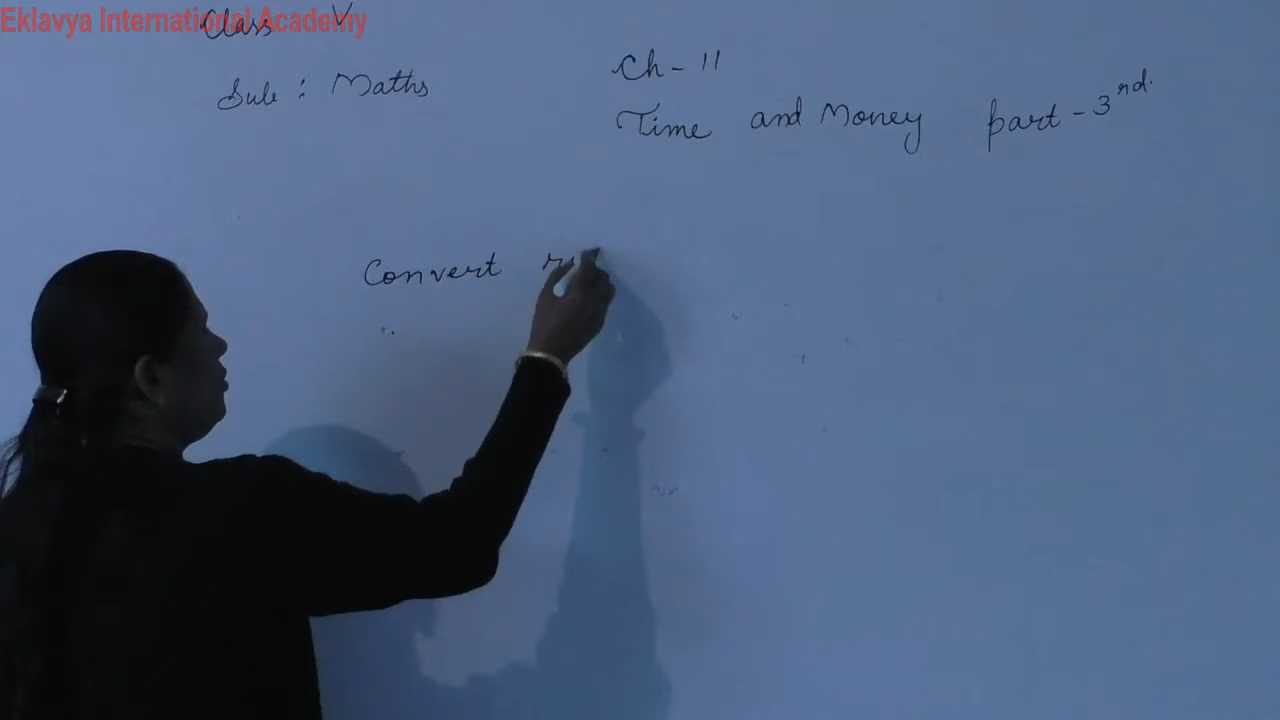 Eklavya International Academy
Class V
Sub : Maths
Ch - 11
Time and Money part - 3rd.
Convert